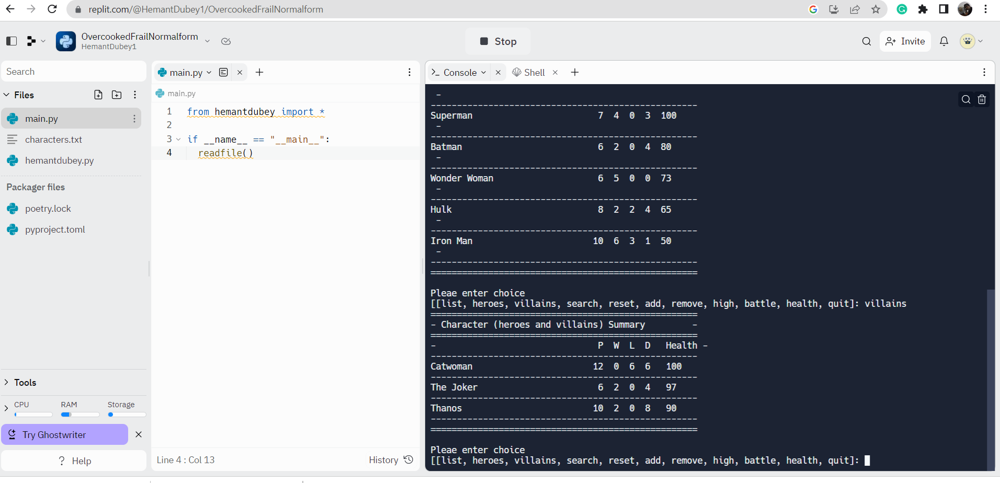 replit.com/@HemantDubey1/OvercookedFrailNormalform
OvercookedFrailNormalform
HemantDubey1
Stop
Invite
Search
Files
main.py
characters.txt
hemantdubey.py
Packager files
poetry.lock
pyproject.toml
Tools
CPU RAM Storage
Try Ghostwriter
? Help
main.py
main.py
1 from hemantdubey import *
2
3 if __name__ == "__main__":
4 readfile()
Line 4 : Col 13
History
>_ Console
Shell
-
---------------------------------------------------
Superman 7 4 0 3 100
-
---------------------------------------------------
Batman 6 2 0 4 80
-
---------------------------------------------------
Wonder Woman 6 5 0 0 73
-
---------------------------------------------------
Hulk 8 2 2 4 65
-
---------------------------------------------------
Iron Man 10 6 3 1 50
-
---------------------------------------------------
===================================================
Pleae enter choice
[[list, heroes, villains, search, reset, add, remove, high, battle, health, quit]: villains
===================================================
- Character (heroes and villains) Summary -
===================================================
- P W L D Health -
---------------------------------------------------
Catwoman 12 0 6 6 100
---------------------------------------------------
The Joker 6 2 0 4 97
---------------------------------------------------
Thanos 10 2 0 8 90
---------------------------------------------------
===================================================
Pleae enter choice
[[list, heroes, villains, search, reset, add, remove, high, battle, health, quit]: